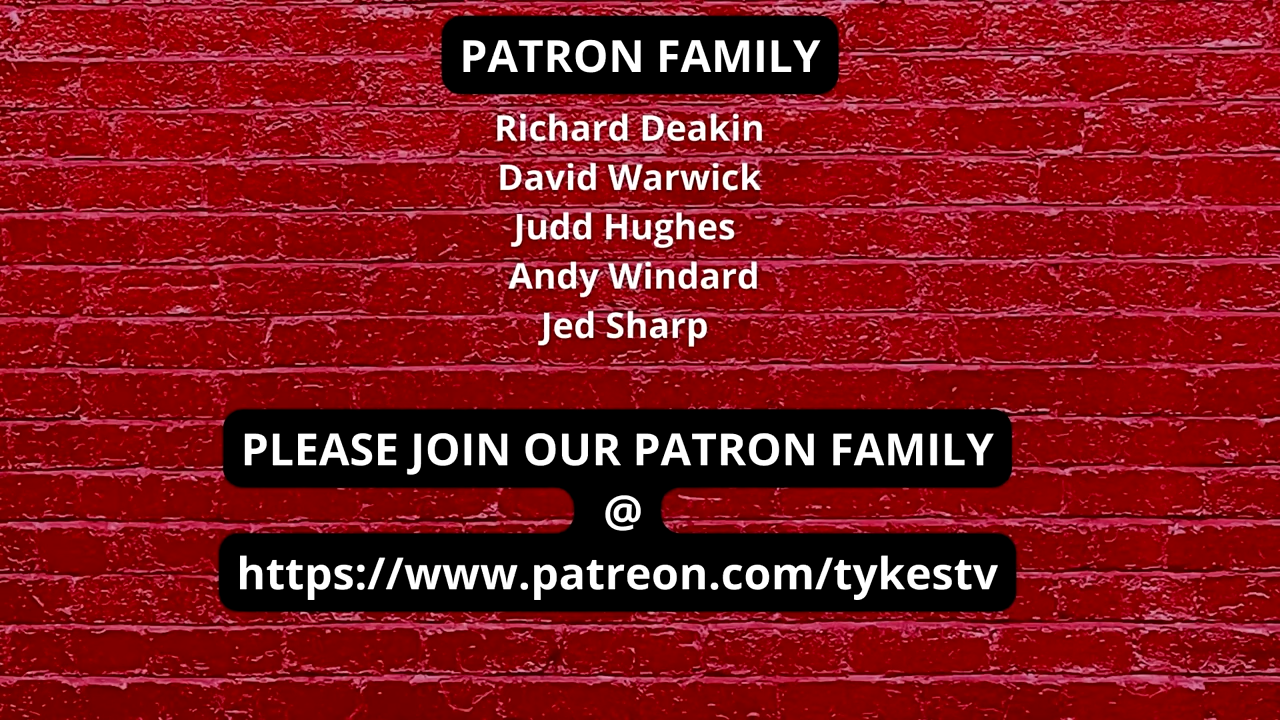 PATRON FAMILY
Richard Deakin
David Warwick
Judd Hughes
Andy Windard
Jed Sharp
PLEASE JOIN OUR PATRON FAMILY
@
https://www.patreon.com/tykestv